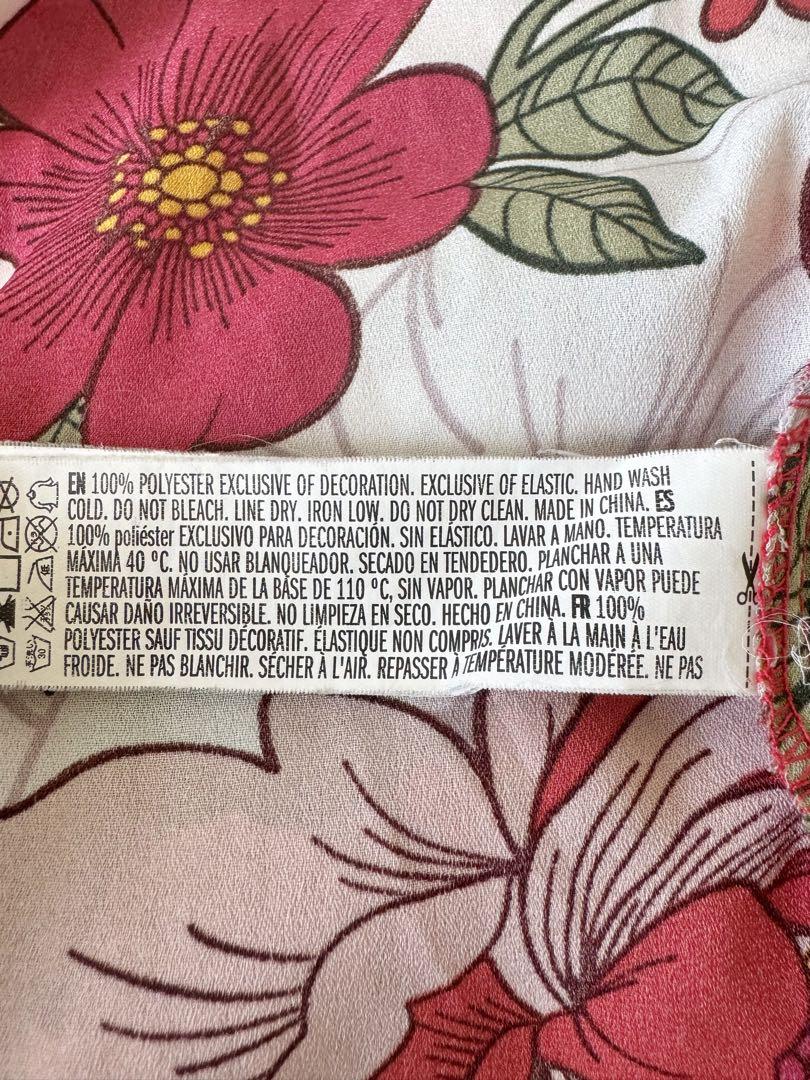 EN 100% POLYESTER EXCLUSIVE OF DECORATION. EXCLUSIVE OF ELASTIC. HAND WASH
COLD. DO NOT BLEACH. LINE DRY. IRON LOW. DO NOT DRY CLEAN. MADE IN CHINA. ES
100% poliéster EXCLUSIVO PARA DECORACIÓN. SIN ELÁSTICO. LAVAR A MANO. TEMPERATURA
MÁXIMA 40 ºC. NO USAR BLANQUEADOR. SECADO EN TENDEDERO. PLANCHAR A UNA
TEMPERATURA MÁXIMA DE LA BASE DE 110 ºC, SIN VAPOR. PLANCHAR CON VAPOR PUEDE
CAUSAR DAÑO IRREVERSIBLE. NO LIMPIEZA EN SECO. HECHO EN CHINA. FR 100%
POLYESTER SAUF TISSU DÉCORATIF. ÉLASTIQUE NON COMPRIS. LAVER À LA MAIN À L'EAU
FROIDE. NE PAS BLANCHIR. SÉCHER À L'AIR. REPASSER À TEMPÉRATURE MODÉRÉE. NE PAS
30